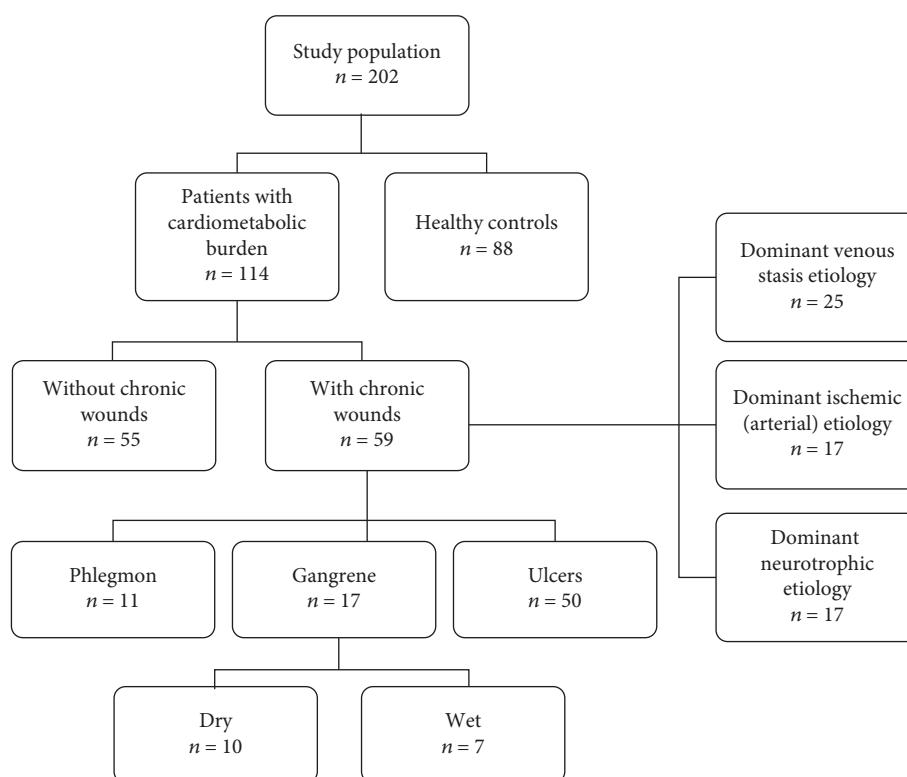 Study population
n = 202
Patients with
cardiometabolic
burden
n = 114
Healthy controls
n = 88
Without chronic
wounds
n = 55
With chronic
wounds
n = 59
Dominant venous
stasis etiology
n = 25
Dominant ischemic
(arterial) etiology
n = 17
Dominant
neurotrophic
etiology
n = 17
Phlegmon
n = 11
Gangrene
n = 17
Ulcers
n = 50
Dry
n = 10
Wet
n = 7